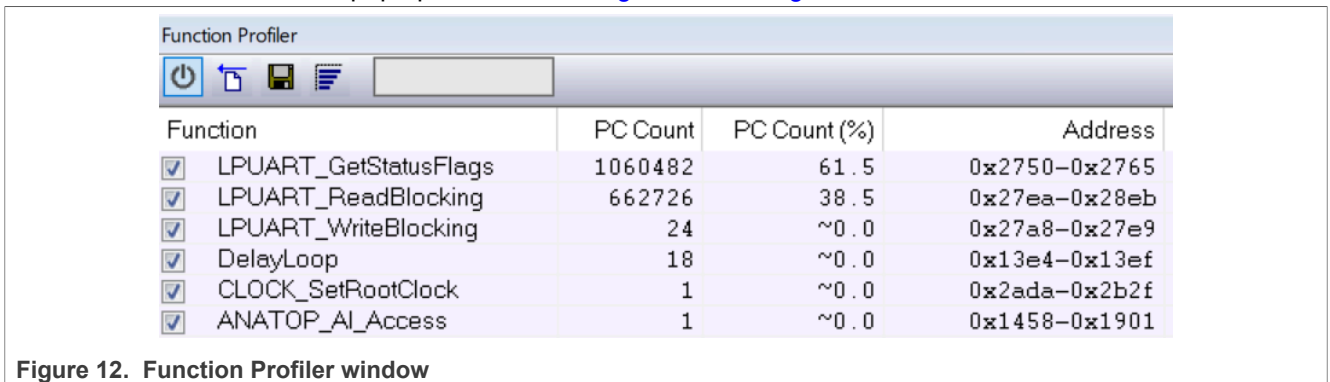 Function Profiler
Function PC Count PC Count (%) Address
LPUART_GetStatusFlags 1060482 61.5 0x2750-0x2765
LPUART_ReadBlocking 662726 38.5 0x27ea-0x28eb
LPUART_WriteBlocking 24 ~0.0 0x27a8-0x27e9
DelayLoop 18 ~0.0 0x13e4-0x13ef
CLOCK_SetRootClock 1 ~0.0 0x2ada-0x2b2f
ANATOP_AI_Access 1 ~0.0 0x1458-0x1901
Figure 12. Function Profiler window